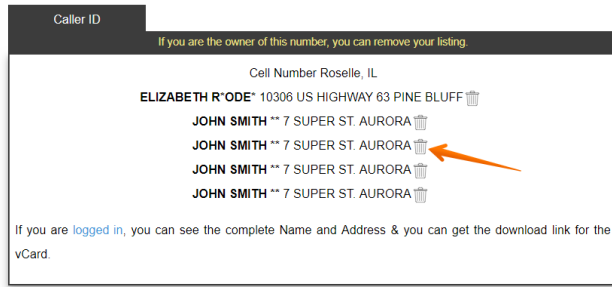 Caller ID
If you are the owner of this number, you can remove your listing.
Cell Number Roselle, IL
ELIZABETH R*ODE* 10306 US HIGHWAY 63 PINE BLUFF
JOHN SMITH ** 7 SUPER ST. AURORA
JOHN SMITH ** 7 SUPER ST. AURORA
JOHN SMITH ** 7 SUPER ST. AURORA
JOHN SMITH ** 7 SUPER ST. AURORA
If you are logged in, you can see the complete Name and Address & you can get the download link for the
vCard.